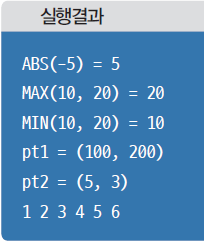 실행결과
ABS(-5) = 5
MAX(10, 20) = 20
MIN(10, 20) = 10
pt1 = (100, 200)
pt2 = (5, 3)
1 2 3 4 5 6